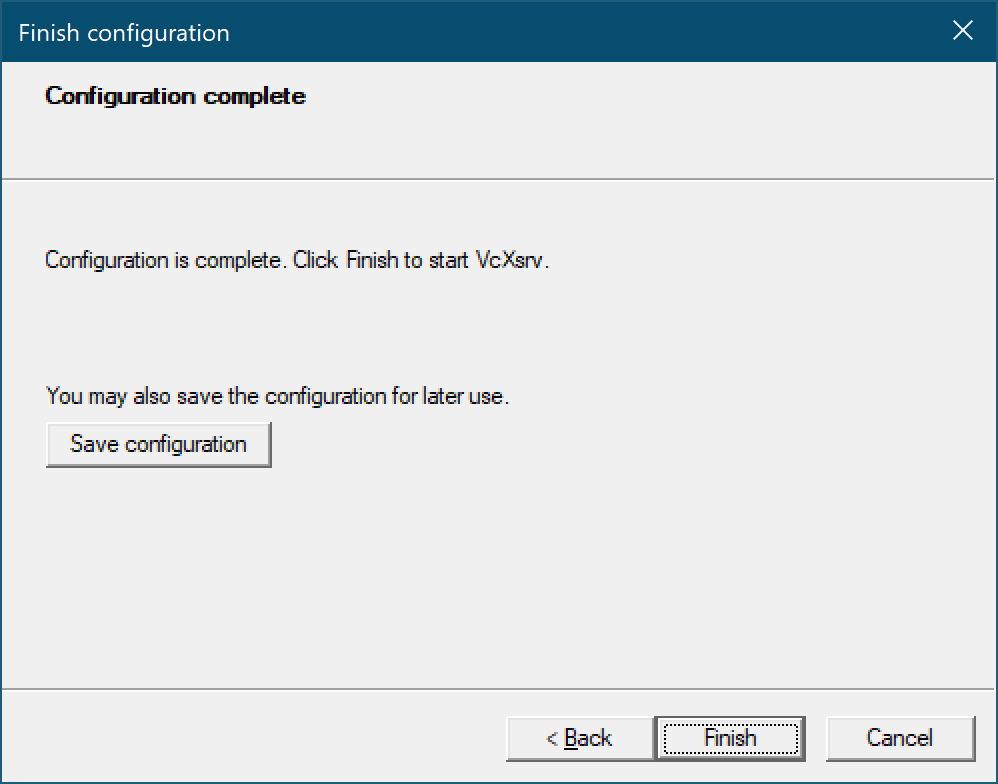 Finish configuration
Configuration complete
Configuration is complete. Click Finish to start VcXsrv.
You may also save the configuration for later use.
Save configuration
< Back Finish Cancel